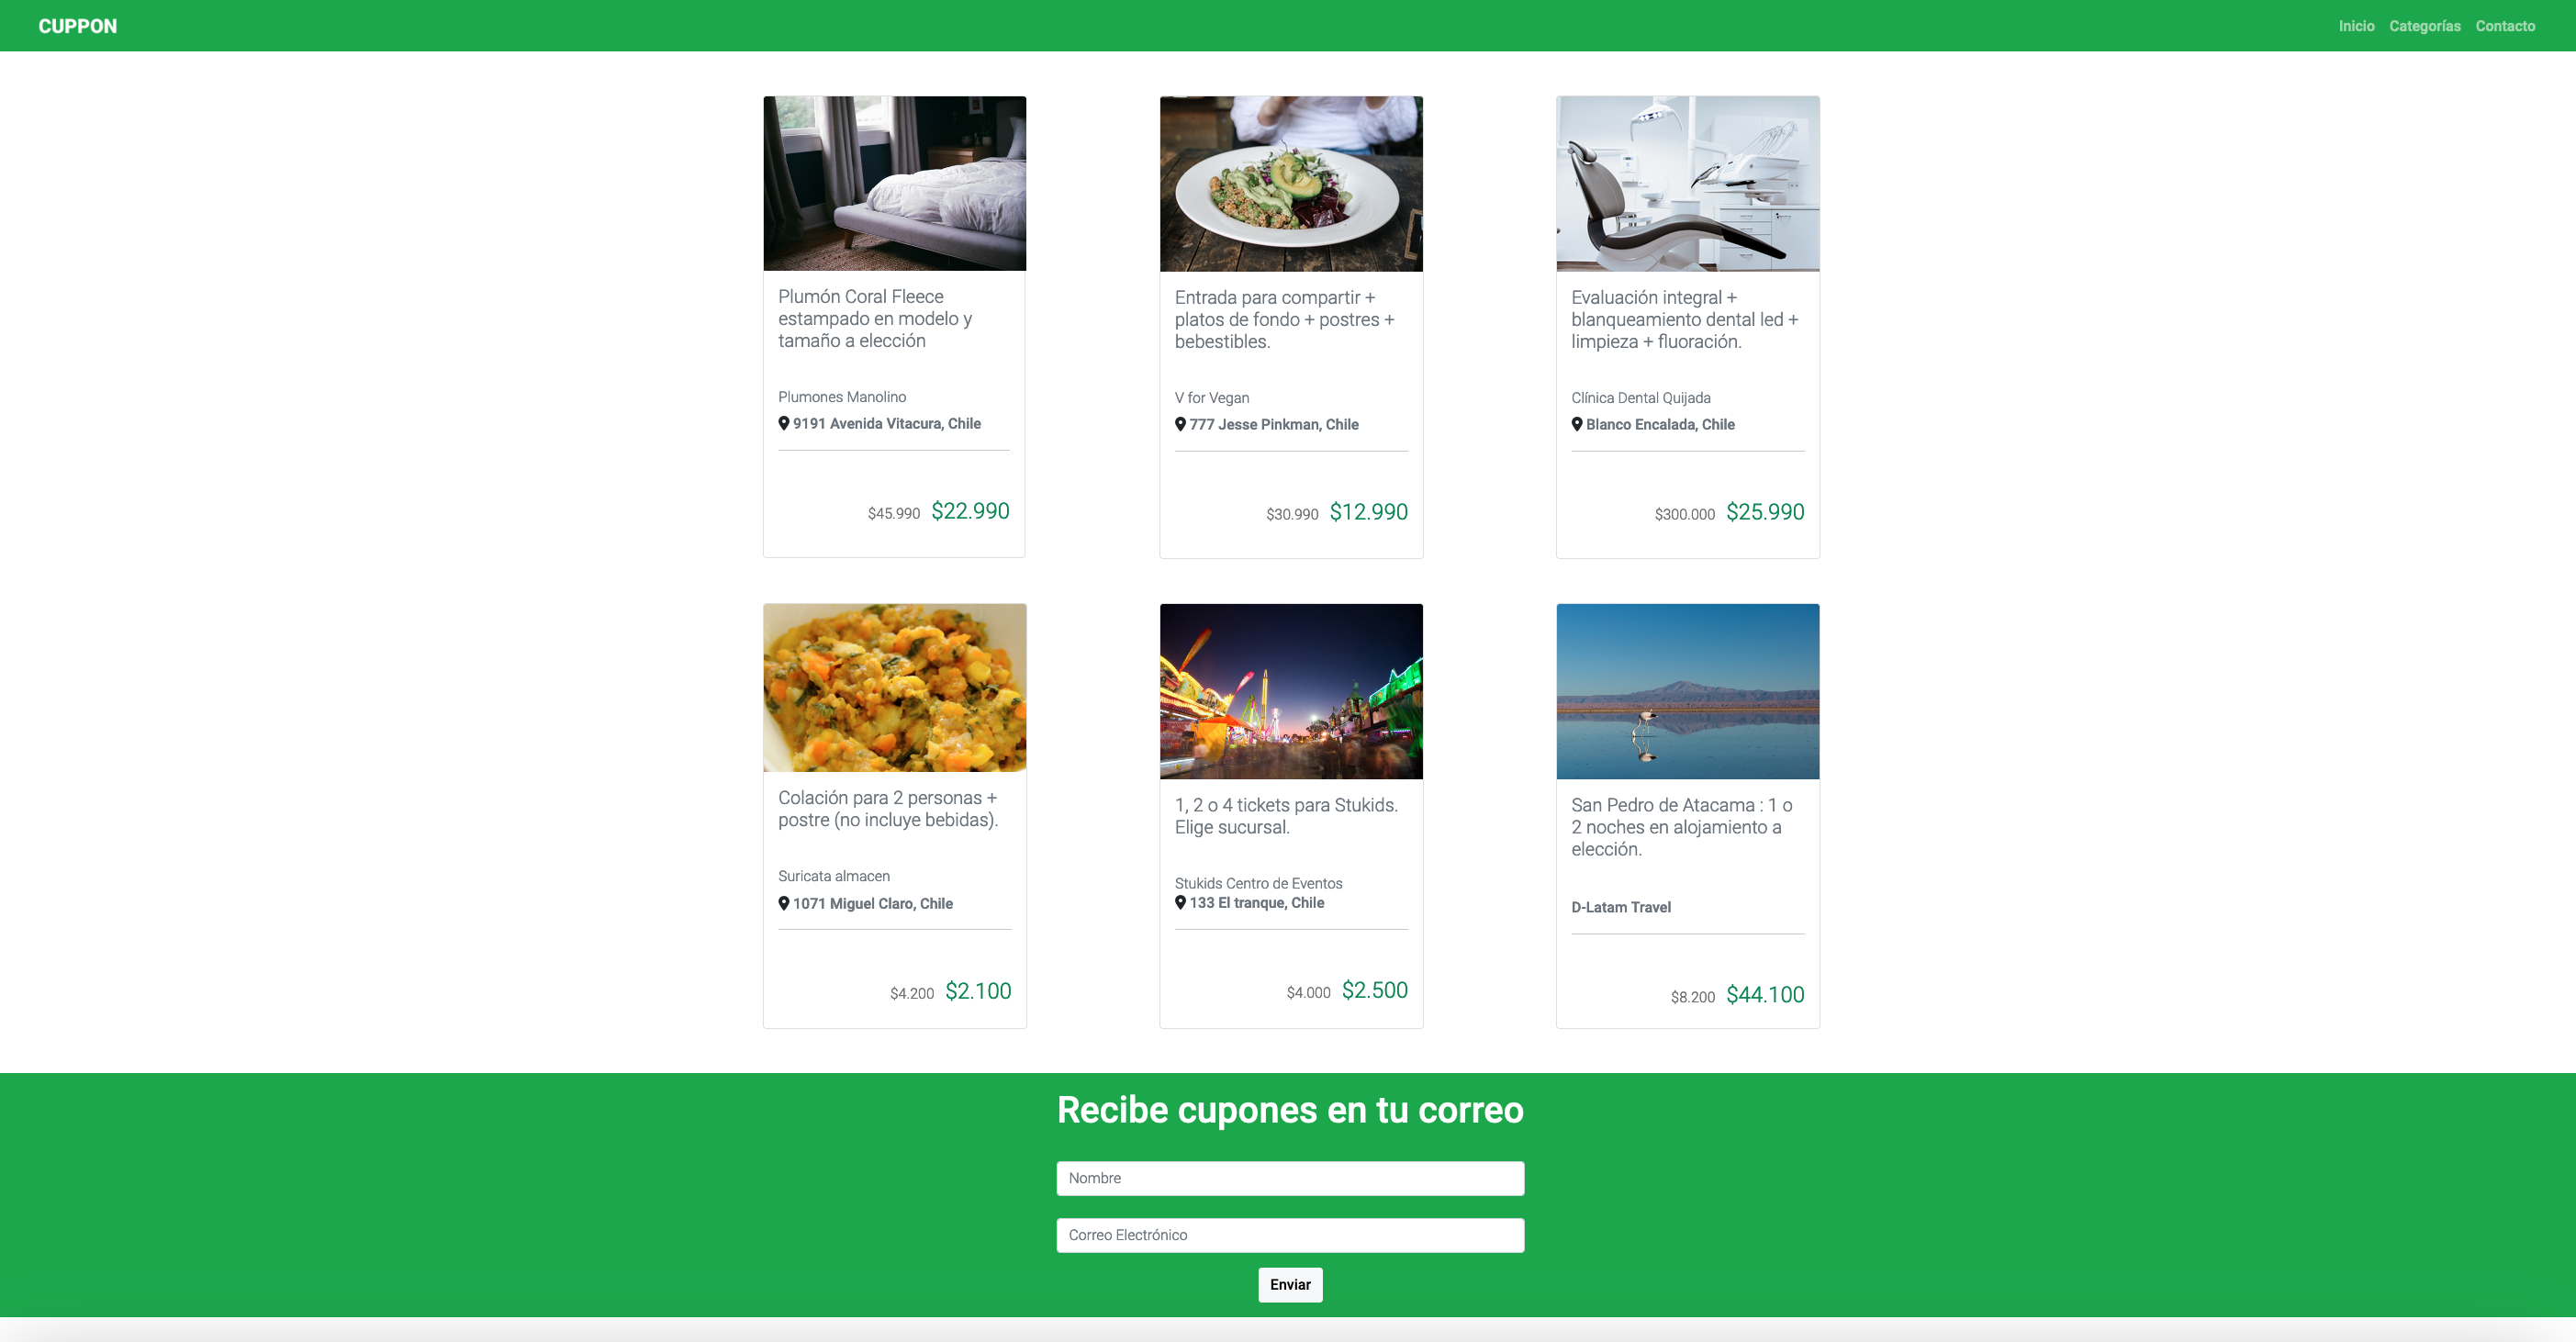 CUPPON
Inicio Categorías Contacto
Plumón Coral Fleece
estampado en modelo y
tamaño a elección
Plumones Manolino
9191 Avenida Vitacura, Chile
$45.990 $22.990
Entrada para compartir +
platos de fondo + postres +
bebestibles.
V for Vegan
777 Jesse Pinkman, Chile
$30.990 $12.990
Evaluación integral +
blanqueamiento dental led +
limpieza + fluoración.
Clínica Dental Quijada
Blanco Encalada, Chile
$300.000 $25.990
Colación para 2 personas +
postre (no incluye bebidas).
Suricata almacen
1071 Miguel Claro, Chile
$4.200 $2.100
1, 2 o 4 tickets para Stukids.
Elige sucursal.
Stukids Centro de Eventos
133 El tranque, Chile
$4.000 $2.500
San Pedro de Atacama : 1 o
2 noches en alojamiento a
elección.
D-Latam Travel
$8.200 $44.100
Recibe cupones en tu correo
Nombre
Correo Electrónico
Enviar